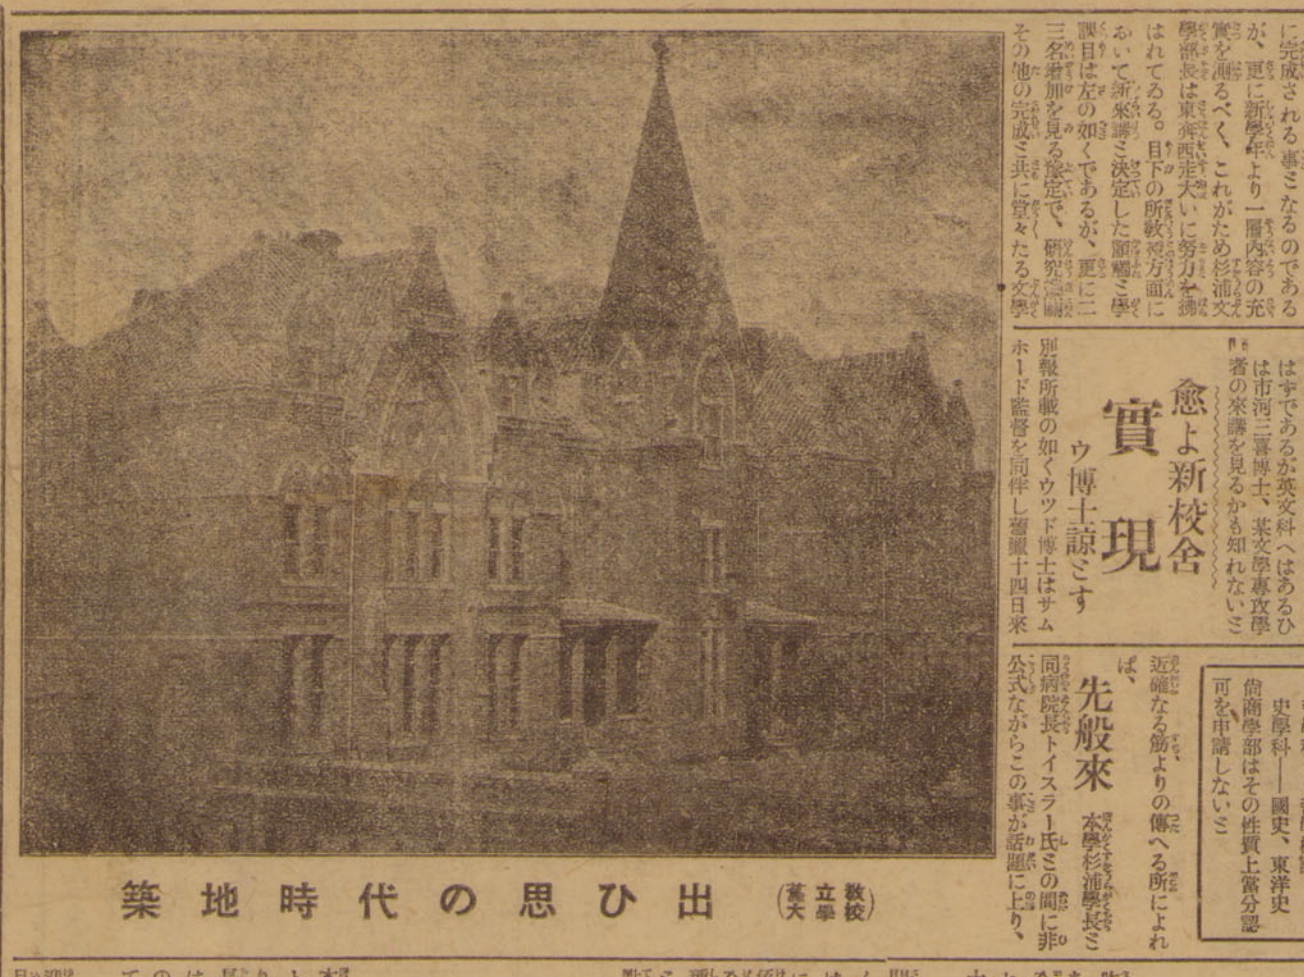 に完成される事ミなるのである
が、更に新學年より一層内容の充
實を測るべく、これがため杉浦文
學部長は東奔西走大いに努力を拂
はれてゐる。目下の所敎授方面に
おいて新來講ミ決定した顔觸ミ學
課目は左の如くであるが、更に二
三名增加を見る豫定で、研究室
その他の完成ミ共に堂々たる文學
はずであるが英文科へはあるひ
は市河三喜博士、某文學專攻學
者の來講を見るかも知れないミ
愈よ新校舍
實現
ウ博士諒ミす
別報所載の如くウツド博士はサム
ホード監督を同伴し舊臘十四日來
史學科——國史、東洋史
尙商學部はその性質上當分認
可を申請しないミ
近確なる筋よりの傳へる所によれ
ば、
先般來 本學杉浦學長ミ
同病院長トイスラー氏ミの間に非
公式ながらこの事が話題に上り、
築地時代の思ひ出 (立敎大學校)